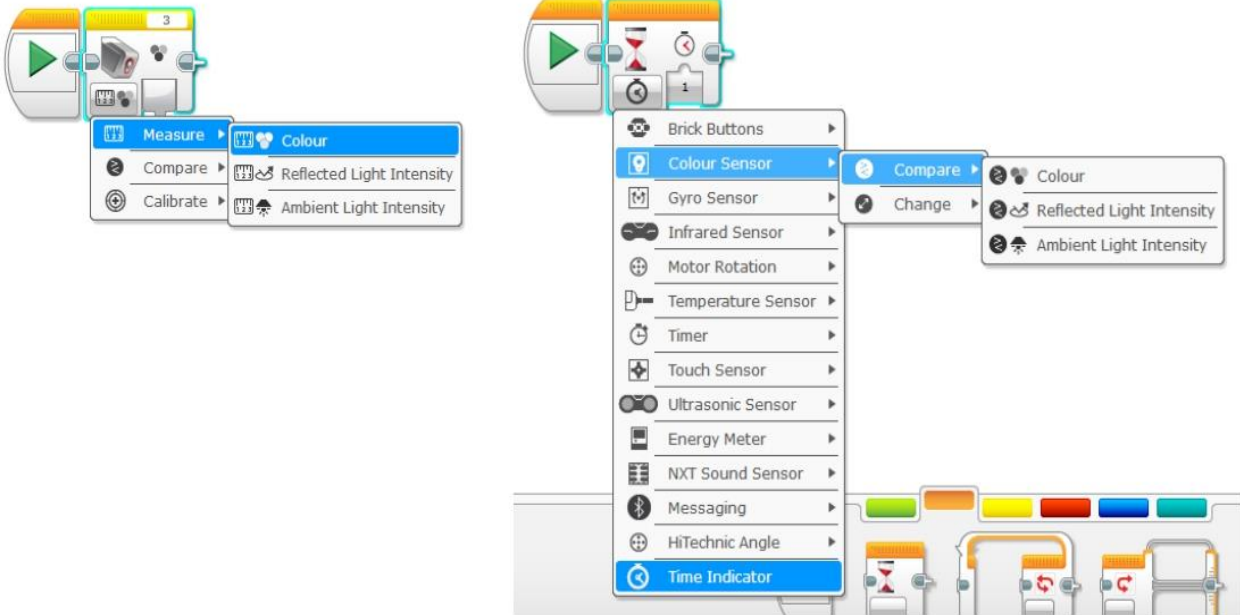 3
Measure
Compare
Calibrate
Colour
Reflected Light Intensity
Ambient Light Intensity
1
Brick Buttons
Colour Sensor
Gyro Sensor
Infrared Sensor
Motor Rotation
Temperature Sensor
Timer
Touch Sensor
Ultrasonic Sensor
Energy Meter
NXT Sound Sensor
Messaging
HiTechnic Angle
Time Indicator
Compare
Change
Colour
Reflected Light Intensity
Ambient Light Intensity